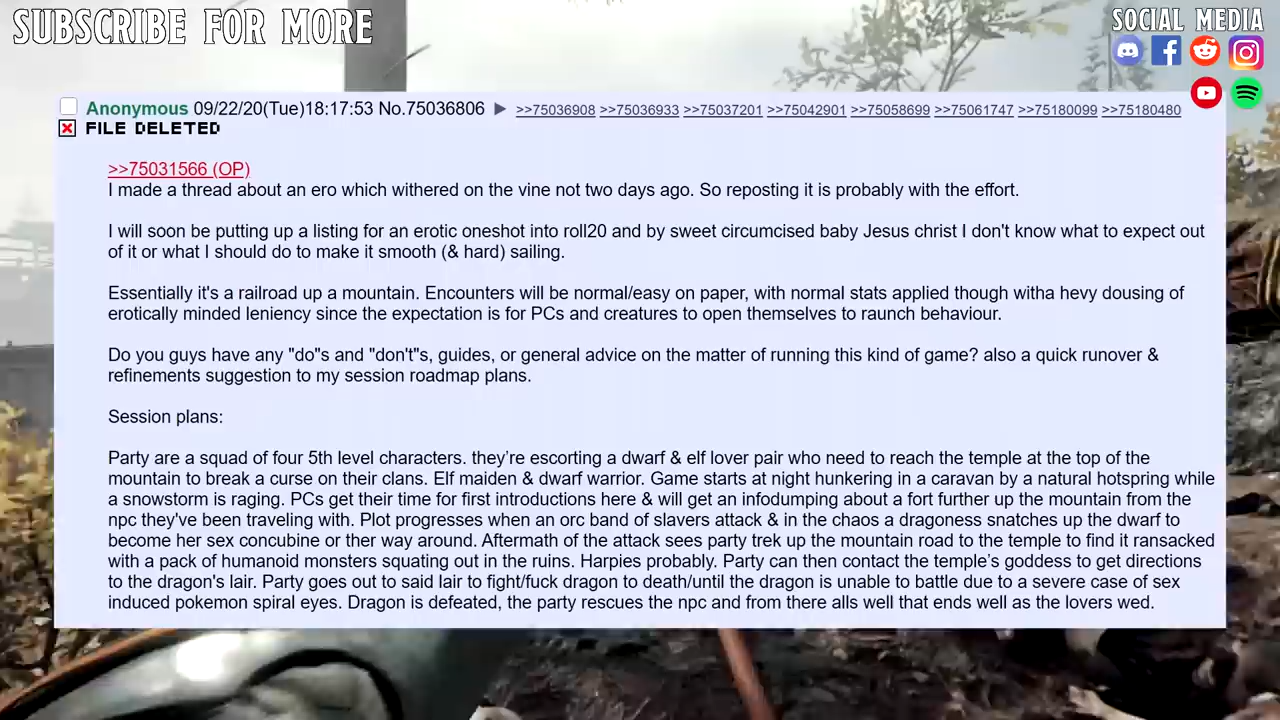 SUBSCRIBE FOR MORE
SOCIAL MEDIA
Anonymous 09/22/20(Tue)18:17:53 No.75036806 ▶ >>75036908 >>75036933 >>75037201 >>75042901 >>75058699 >>75061747 >>75180099 >>75180480
FILE DELETED
>>75031566 (OP)
I made a thread about an ero which withered on the vine not two days ago. So reposting it is probably with the effort.
I will soon be putting up a listing for an erotic oneshot into roll20 and by sweet circumcised baby Jesus christ I don't know what to expect out
of it or what I should do to make it smooth (& hard) sailing.
Essentially it's a railroad up a mountain. Encounters will be normal/easy on paper, with normal stats applied though witha hevy dousing of
erotically minded leniency since the expectation is for PCs and creatures to open themselves to raunch behaviour.
Do you guys have any "do"s and "don't"s, guides, or general advice on the matter of running this kind of game? also a quick runover &
refinements suggestion to my session roadmap plans.
Session plans:
Party are a squad of four 5th level characters. they're escorting a dwarf & elf lover pair who need to reach the temple at the top of the
mountain to break a curse on their clans. Elf maiden & dwarf warrior. Game starts at night hunkering in a caravan by a natural hotspring while
a snowstorm is raging. PCs get their time for first introductions here & will get an infodumping about a fort further up the mountain from the
npc they've been traveling with. Plot progresses when an orc band of slavers attack & in the chaos a dragoness snatches up the dwarf to
become her sex concubine or ther way around. Aftermath of the attack sees party trek up the mountain road to the temple to find it ransacked
with a pack of humanoid monsters squating out in the ruins. Harpies probably. Party can then contact the temple's goddess to get directions
to the dragon's lair. Party goes out to said lair to fight/fuck dragon to death/until the dragon is unable to battle due to a severe case of sex
induced pokemon spiral eyes. Dragon is defeated, the party rescues the npc and from there alls well that ends well as the lovers wed.